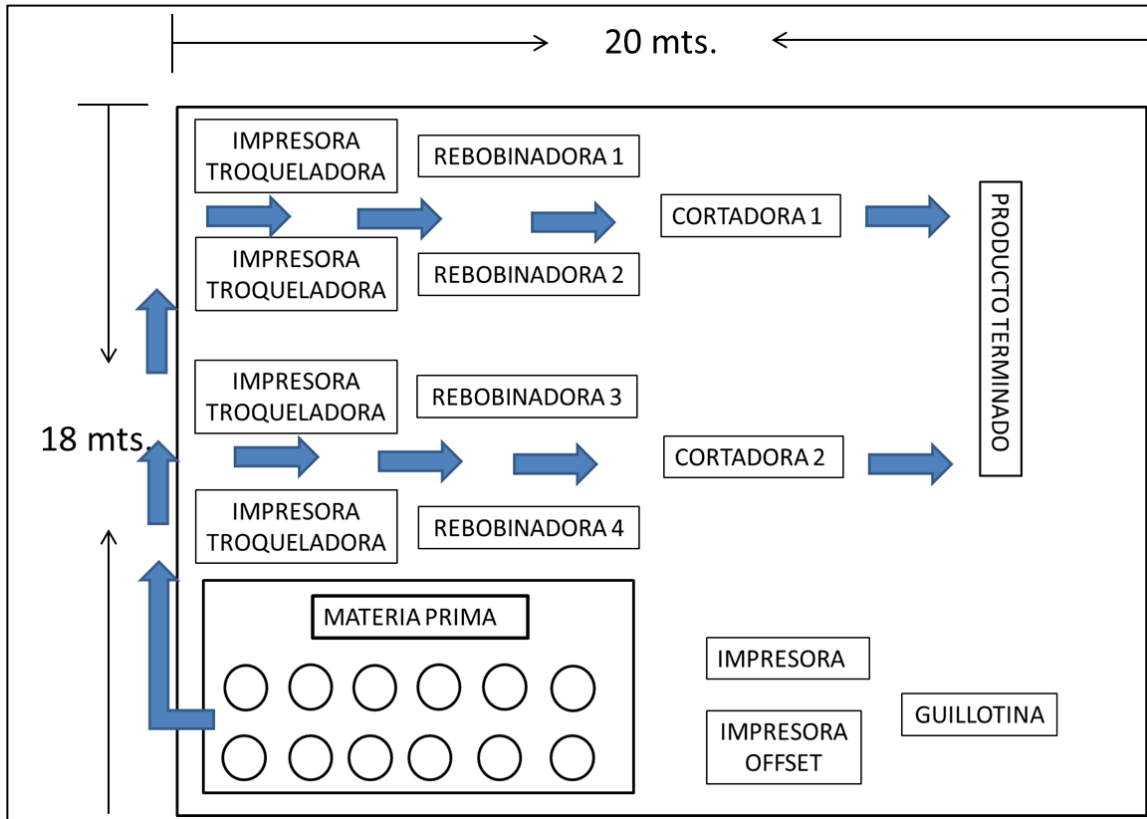 20 mts.
IMPRESORA
TROQUELADORA
REBOBINADORA 1
CORTADORA 1
PRODUCTO TERMINADO
IMPRESORA
TROQUELADORA
REBOBINADORA 2
18 mts.
IMPRESORA
TROQUELADORA
REBOBINADORA 3
CORTADORA 2
IMPRESORA
TROQUELADORA
REBOBINADORA 4
MATERIA PRIMA
IMPRESORA
GUILLOTINA
IMPRESORA
OFFSET